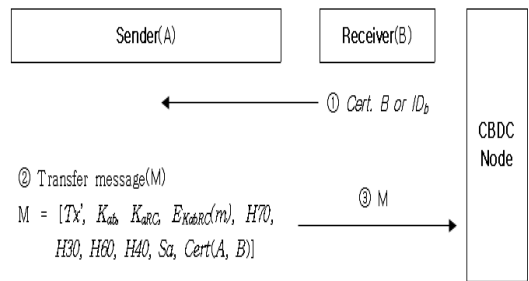 Sender(A)
Receiver(B)
CBDC
Node
① Cert. B or IDb
② Transfer message(M)
M = [Tx', Kab, KaRC, EKabRC(m), H70,
H30, H60, H40, Sa, Cert(A, B)]
③ M